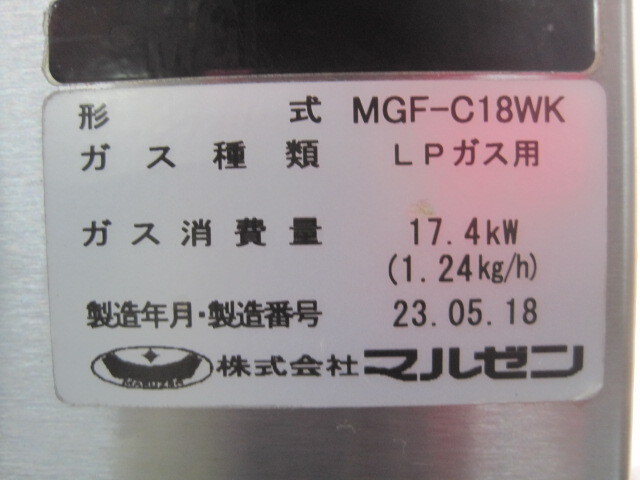 形式 MGF-C18WK
ガス種類 LPガス用
ガス消費量 17.4kW
(1.24kg/h)
製造年月・製造番号 23.05.18
MARUZEN 株式会社マルゼン